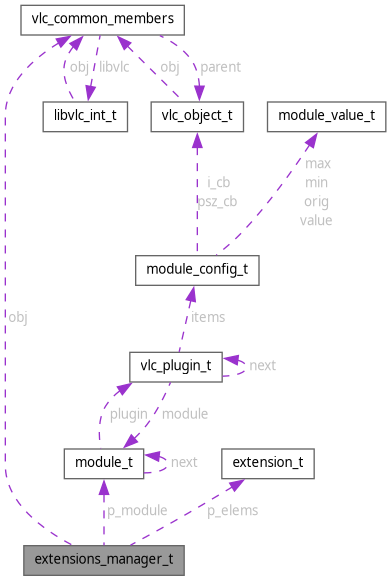 vlc_common_members
obj
libvlc
obj
parent
libvlc_int_t
vlc_object_t
module_value_t
i_cb
psz_cb
max
min
orig
value
module_config_t
obj
items
vlc_plugin_t
next
plugin
module
module_t
next
extension_t
p_module
p_elems
extensions_manager_t